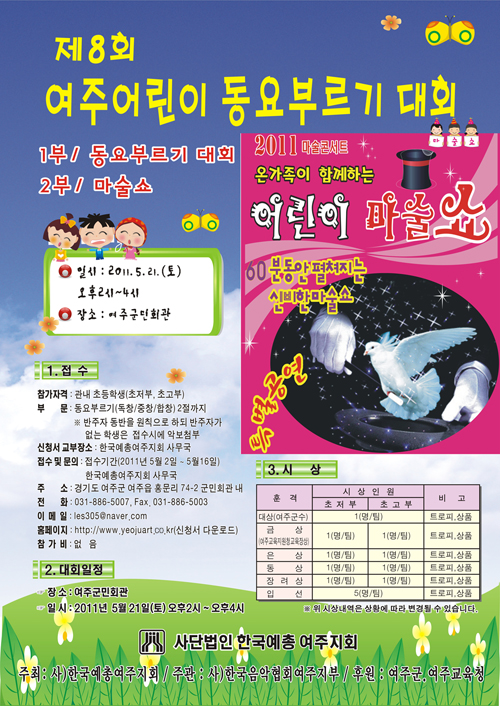 제8회
여주어린이 동요부르기 대회
1부/ 동요부르기 대회
2부/ 마술쇼
마 술 쇼
2011 마술콘서트
온가족이 함께하는
어린이 마술 쇼
60분동안 펼쳐지는
신비한마술쇼
특별공연
일시 : 2011. 5. 21. (토)
오후2시~4시
장소 : 여주군민회관
1. 접 수
참가자격 : 관내 초등학생(초저부, 초고부)
부 문 : 동요부르기(독창/중창/합창) 2절까지
※ 반주자 동반을 원칙으로 하되 반주자가
없는 학생은 접수시에 악보첨부
신청서 교부장소 : 한국예총여주지회 사무국
접수 및 문의 : 접수기간(2011년 5월 2일 - 5월16일)
한국예총여주지회 사무국
주 소 : 경기도 여주군 여주읍 홍문리 74-2 군민회관 내
전 화 : 031-886-5007, Fax. 031-886-5003
이 메 일 : les305@naver.com
홈페이지 : http://www.yeojuart.co.kr(신청서 다운로드)
참 가 비 : 없 음
2. 대회일정
장소 : 여주군민회관
일시 : 2011년 5월 21일(토) 오후2시~오후4시
3. 시 상
훈 격 시 상 인 원 비 고
초 저 부 초 고 부
대상(여주군수) 1(명/팀) 트로피,상품
금 상 (여주교육지원청교육장상) 1(명/팀) 1(명/팀) 트로피,상품
은 상 1(명/팀) 1(명/팀) 트로피,상품
동 상 1(명/팀) 1(명/팀) 트로피,상품
장 려 상 1(명/팀) 1(명/팀) 트로피,상품
입 선 5(명/팀) 트로피,상품
※ 위 시상내역은 상황에 따라 변경될 수 있습니다.
사단법인 한국예총 여주지회
주최 : 사)한국예총여주지회 / 주관 : 사)한국음악협회여주지부 / 후원 : 여주군, 여주교육청